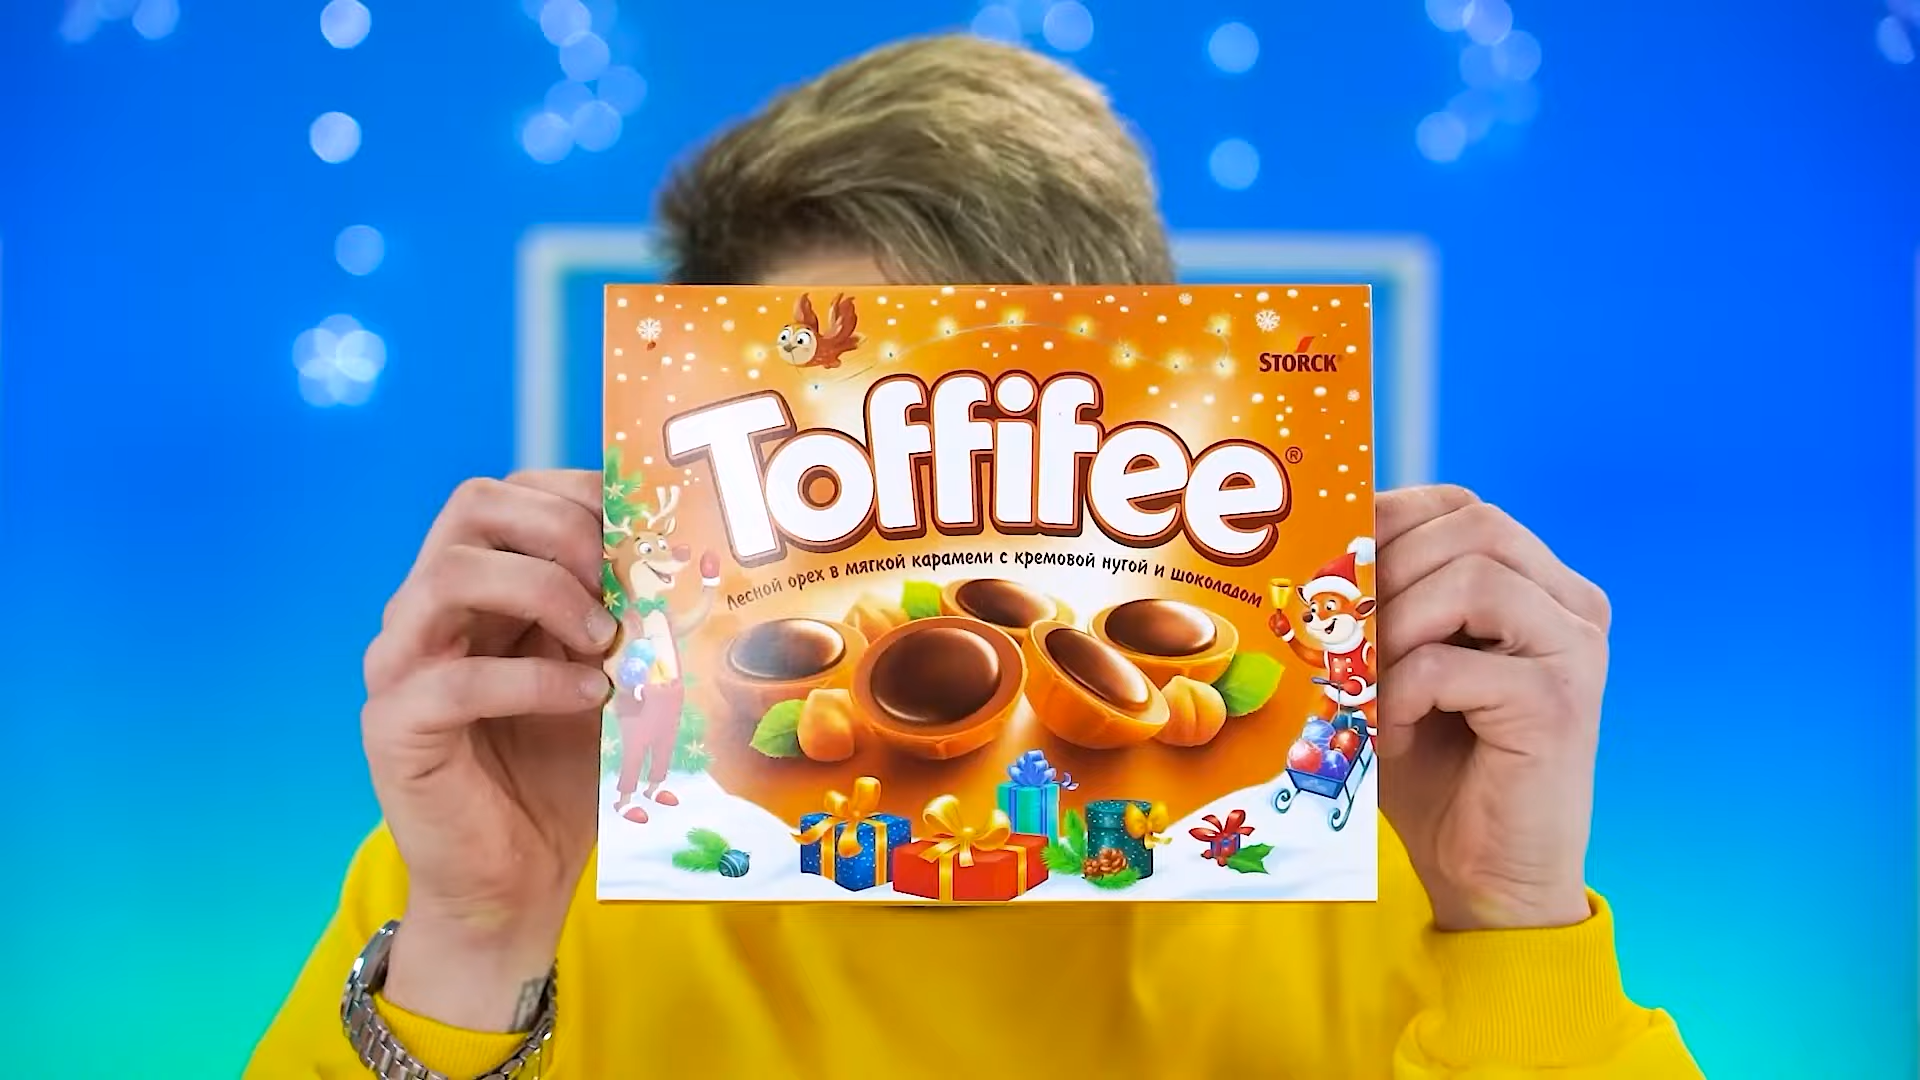 STORCK
Toffifee®
Лесной орех в мягкой карамели с кремовой нугой и шоколадом